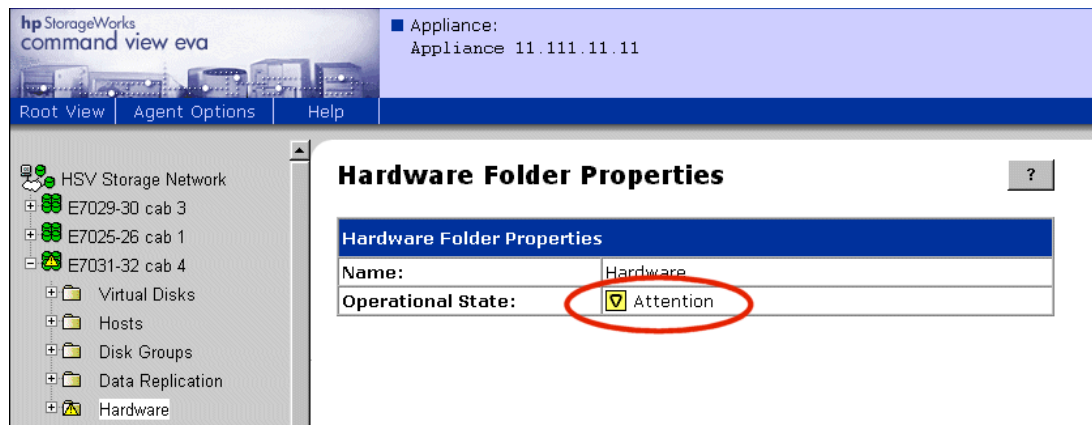 hp StorageWorks
command view eva
Appliance:
Appliance 11.111.11.11
Root View
Agent Options
Help
HSV Storage Network
E7029-30 cab 3
E7025-26 cab 1
E7031-32 cab 4
Virtual Disks
Hosts
Disk Groups
Data Replication
Hardware
Hardware Folder Properties
?
Hardware Folder Properties
Name: Hardware
Operational State: Attention